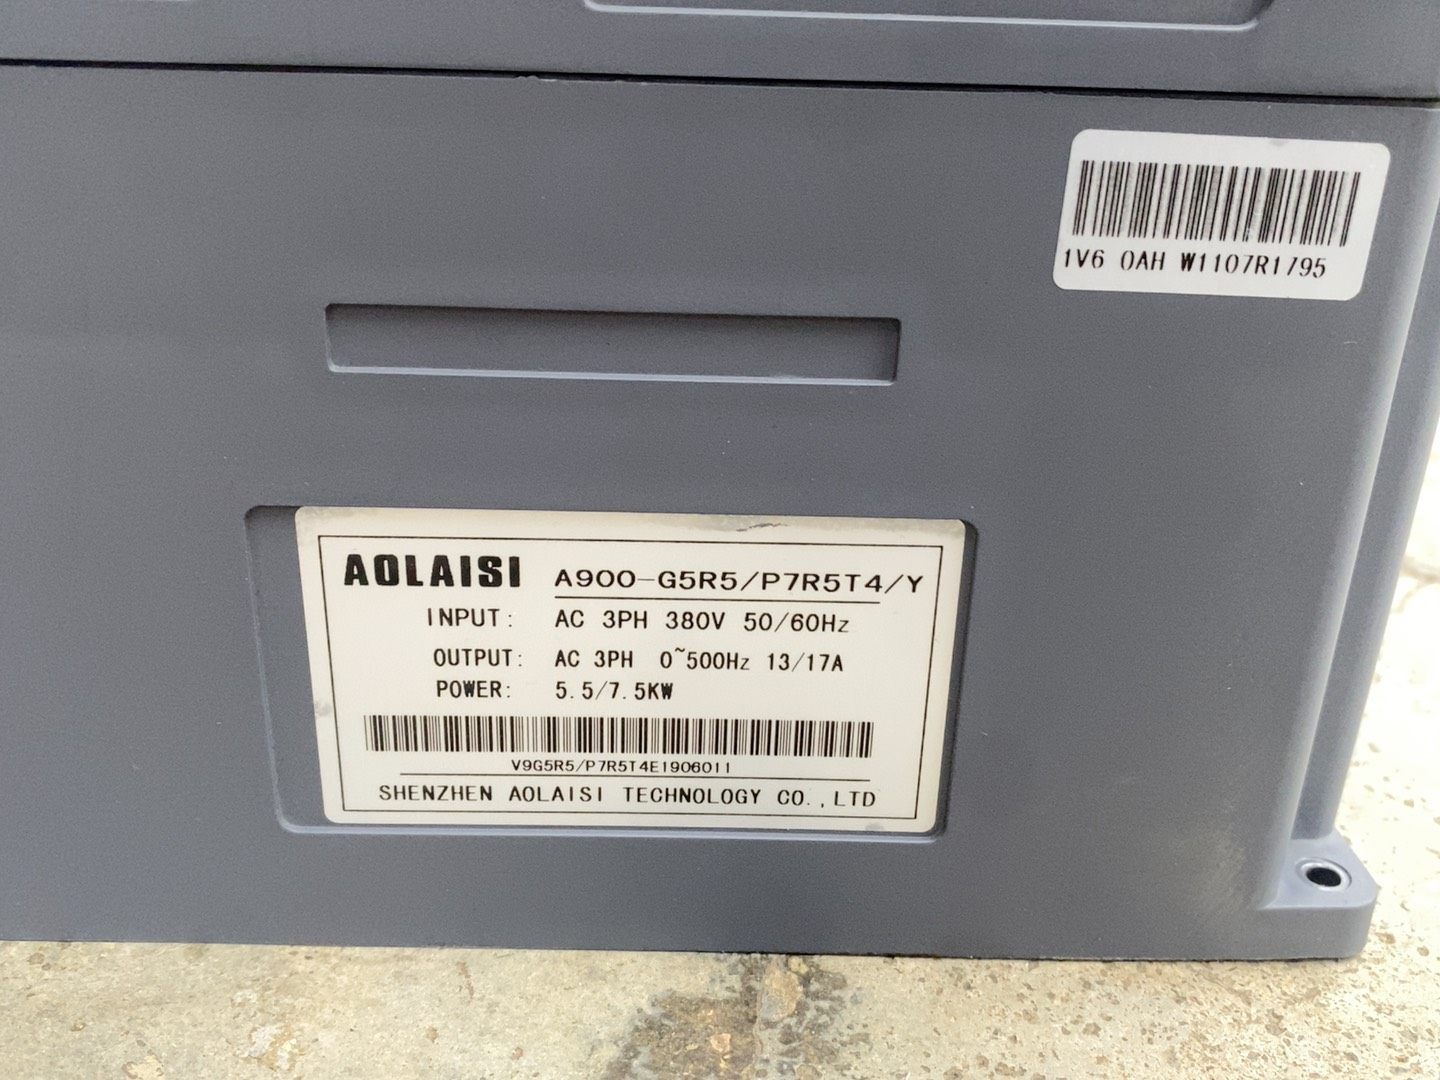 1V6 0AH W1107R1795
AOLAISI A900-G5R5/P7R5T4/Y
INPUT: AC 3PH 380V 50/60Hz
OUTPUT: AC 3PH 0~500Hz 13/17A
POWER: 5.5/7.5KW
V9G5R5/P7R5T4E1906011
SHENZHEN AOLAISI TECHNOLOGY CO.,LTD